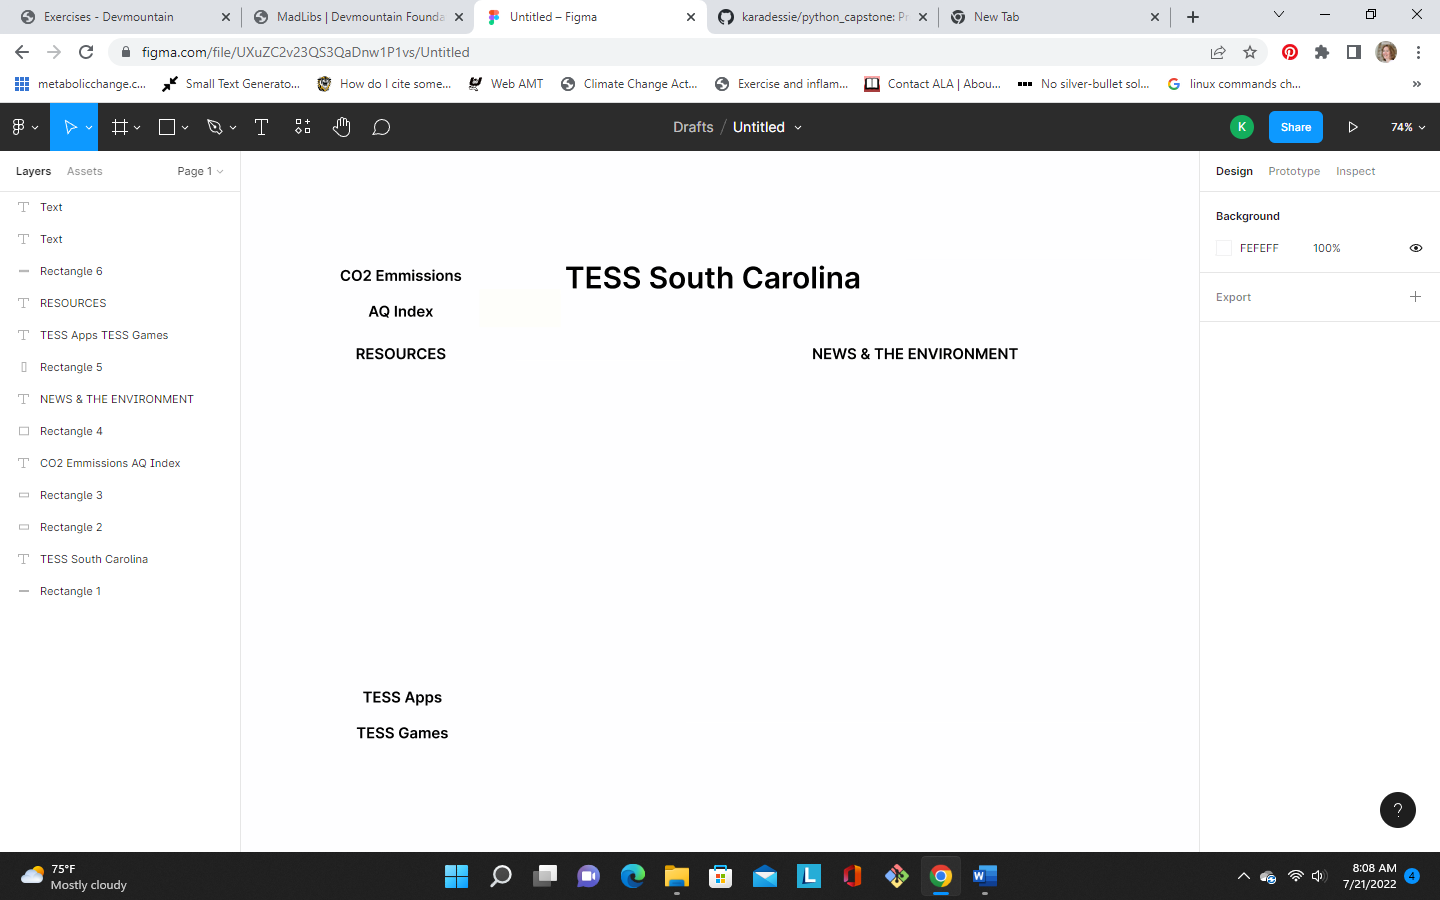 Exercises - Devmountain
MadLibs | Devmountain Founda
Untitled – Figma
karadessie/python_capstone: Pr
New Tab
figma.com/file/UXuZC2v23QS3QaDnw1P1vs/Untitled
metabolicchange.c...
Small Text Generato...
How do I cite some...
Web AMT
Climate Change Act...
Exercise and inflam...
Contact ALA | Abou...
No silver-bullet sol...
linux commands ch...
»
Drafts / Untitled
K
Share
74%
Layers
Assets
Page 1
Design
Prototype
Inspect
Text
Text
Rectangle 6
RESOURCES
TESS Apps TESS Games
Rectangle 5
NEWS & THE ENVIRONMENT
Rectangle 4
CO2 Emmissions AQ Index
Rectangle 3
Rectangle 2
TESS South Carolina
Rectangle 1
CO2 Emmissions
AQ Index
TESS South Carolina
RESOURCES
NEWS & THE ENVIRONMENT
TESS Apps
TESS Games
Background
FEFEFF
100%
Export
?
75°F
Mostly cloudy
L
W
8:08 AM
7/21/2022
4